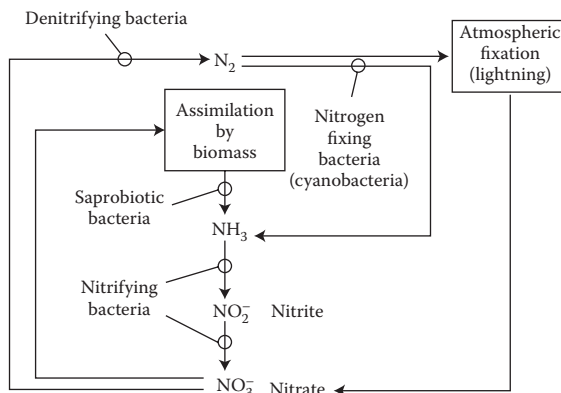 Denitrifying bacteria
N₂
Atmospheric
fixation
(lightning)
Assimilation
by
biomass
Nitrogen
fixing
bacteria
(cyanobacteria)
Saprobiotic
bacteria
NH₃
Nitrifying
bacteria
NO₂⁻ Nitrite
NO₃⁻ Nitrate